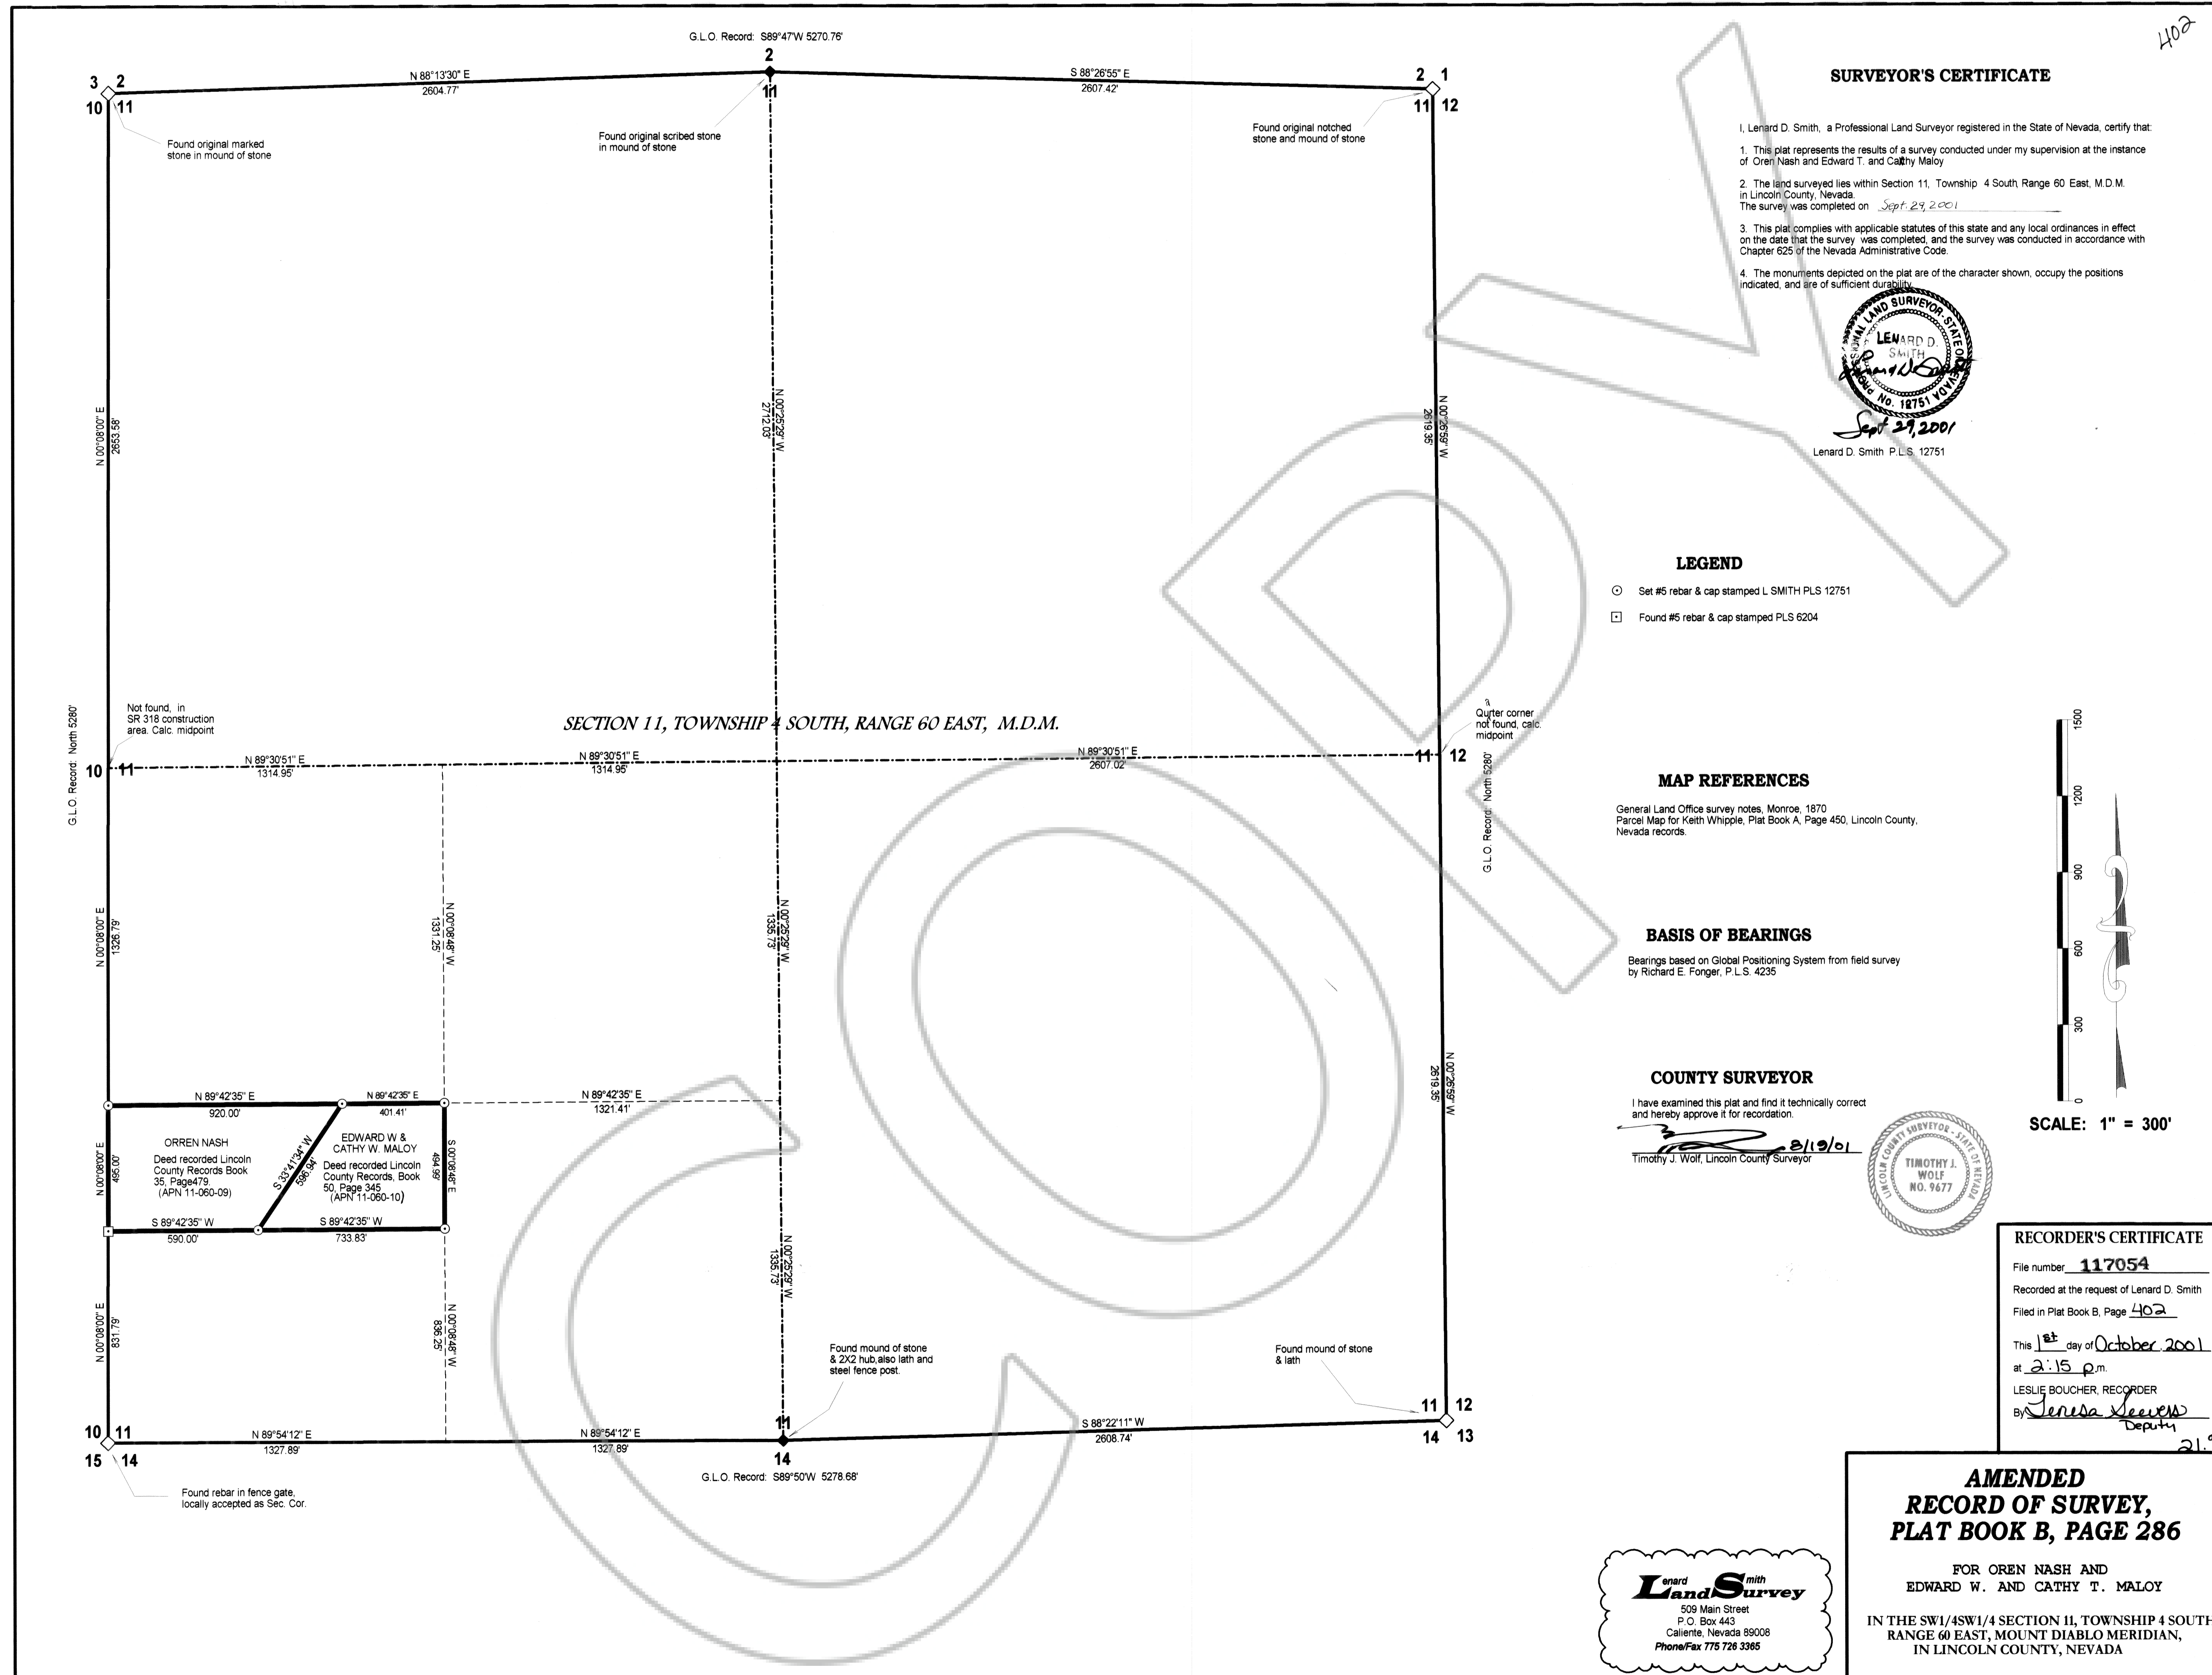 402
G.L.O. Record: S89°47'W 5270.76'
3 2
10 11
N 88°13'30" E
2604.77'
2
11
S 88°26'55" E
2607.42'
2 1
11 12
Found original marked
stone in mound of stone
Found original scribed stone
in mound of stone
Found original notched
stone and mound of stone
N 00°08'00" E
2653.58'
N 00°25'29" W
2712.03'
N 00°26'59" W
2619.35'
G.L.O. Record: North 5280'
Not found, in
SR 318 construction
area. Calc. midpoint
SECTION 11, TOWNSHIP 4 SOUTH, RANGE 60 EAST, M.D.M.
a
Qurter corner
not found, calc.
midpoint
10 11
N 89°30'51" E
1314.95'
N 89°30'51" E
1314.95'
N 89°30'51" E
2607.02'
11 12
G.L.O. Record: North 5280'
N 00°08'00" E
1326.79'
N 00°08'48" W
1331.25'
N 00°25'29" W
1335.73'
N 00°26'59" W
2619.35'
N 89°42'35" E
920.00'
N 89°42'35" E
401.41'
N 89°42'35" E
1321.41'
N 00°08'00" E
495.00'
ORREN NASH
Deed recorded Lincoln
County Records Book
35, Page479.
(APN 11-060-09)
S 33°41'34" W
596.94'
EDWARD W &
CATHY W. MALOY
Deed recorded Lincoln
County Records, Book
50, Page 345
(APN 11-060-10)
S 00°08'48" E
494.99'
S 89°42'35" W
590.00'
S 89°42'35" W
733.83'
N 00°08'00" E
831.79'
N 00°08'48" W
836.25'
N 00°25'29" W
1335.73'
Found mound of stone
& 2X2 hub,also lath and
steel fence post.
Found mound of stone
& lath
10 11
15 14
N 89°54'12" E
1327.89'
N 89°54'12" E
1327.89'
11
14
S 88°22'11" W
2608.74'
11 12
14 13
G.L.O. Record: S89°50'W 5278.68'
Found rebar in fence gate,
locally accepted as Sec. Cor.
COPY
SURVEYOR'S CERTIFICATE
I, Lenard D. Smith, a Professional Land Surveyor registered in the State of Nevada, certify that:
1. This plat represents the results of a survey conducted under my supervision at the instance
of Oren Nash and Edward T. and Cathy Maloy
2. The land surveyed lies within Section 11, Township 4 South, Range 60 East, M.D.M.
in Lincoln County, Nevada.
The survey was completed on Sept. 29, 2001
3. This plat complies with applicable statutes of this state and any local ordinances in effect
on the date that the survey was completed, and the survey was conducted in accordance with
Chapter 625 of the Nevada Administrative Code.
4. The monuments depicted on the plat are of the character shown, occupy the positions
indicated, and are of sufficient durability.
PROFESSIONAL LAND SURVEYOR - STATE OF NEVADA
LENARD D.
SMITH
No. 12751
Sept 29, 2001
Lenard D. Smith P.L.S. 12751
LEGEND
Set #5 rebar & cap stamped L SMITH PLS 12751
Found #5 rebar & cap stamped PLS 6204
MAP REFERENCES
General Land Office survey notes, Monroe, 1870
Parcel Map for Keith Whipple, Plat Book A, Page 450, Lincoln County,
Nevada records.
BASIS OF BEARINGS
Bearings based on Global Positioning System from field survey
by Richard E. Fonger, P.L.S. 4235
COUNTY SURVEYOR
I have examined this plat and find it technically correct
and hereby approve it for recordation.
8/19/01
Timothy J. Wolf, Lincoln County Surveyor
LINCOLN COUNTY SURVEYOR - STATE OF NEVADA
TIMOTHY J.
WOLF
NO. 9677
1500
1200
900
600
300
0
SCALE: 1" = 300'
RECORDER'S CERTIFICATE
File number 117054
Recorded at the request of Lenard D. Smith
Filed in Plat Book B, Page 402
This 1st day of October, 2001
at 2:15 p.m.
LESLIE BOUCHER, RECORDER
By Teresa Seevers
Deputy
AMENDED
RECORD OF SURVEY,
PLAT BOOK B, PAGE 286
FOR OREN NASH AND
EDWARD W. AND CATHY T. MALOY
IN THE SW1/4SW1/4 SECTION 11, TOWNSHIP 4 SOUTH
RANGE 60 EAST, MOUNT DIABLO MERIDIAN,
IN LINCOLN COUNTY, NEVADA
Lenard Smith
Land Survey
509 Main Street
P.O. Box 443
Caliente, Nevada 89008
Phone/Fax 775 726 3365